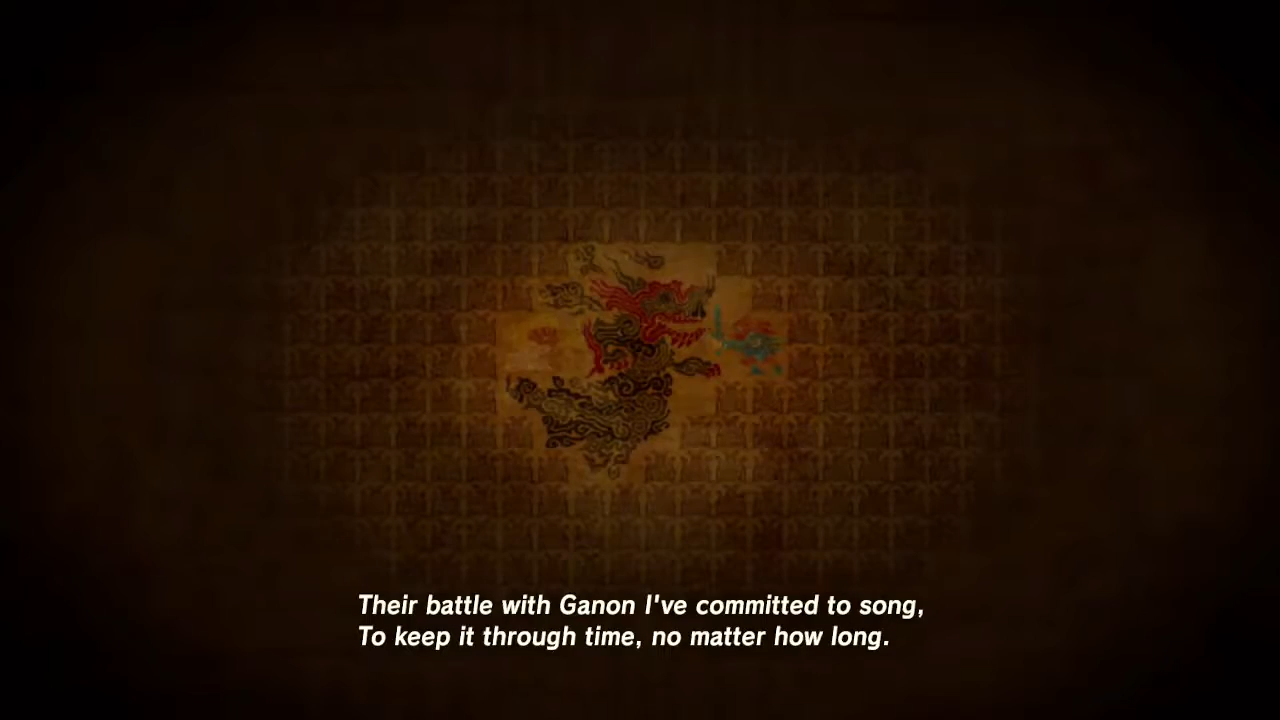 Their battle with Ganon I've committed to song,
To keep it through time, no matter how long.